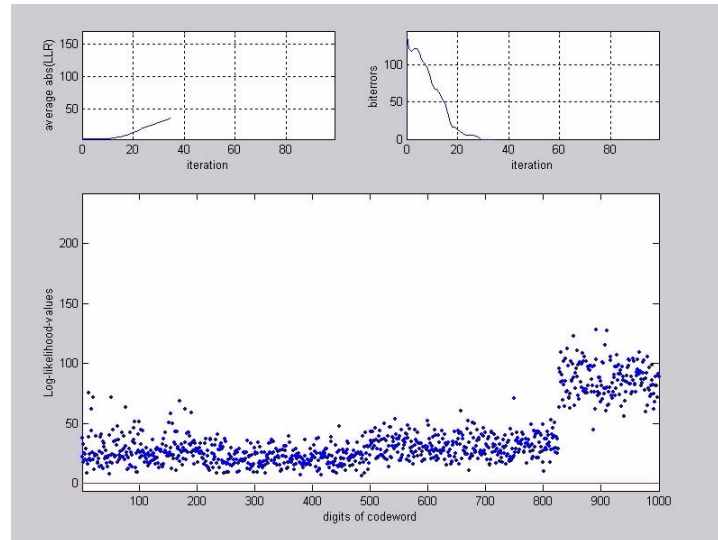 average abs(LLR)
150
100
50
0 20 40 60 80
iteration
biterrors
100
50
0
0 20 40 60 80
iteration
Log-likelihood-values
200
150
100
50
0
100 200 300 400 500 600 700 800 900 1000
digits of codeword